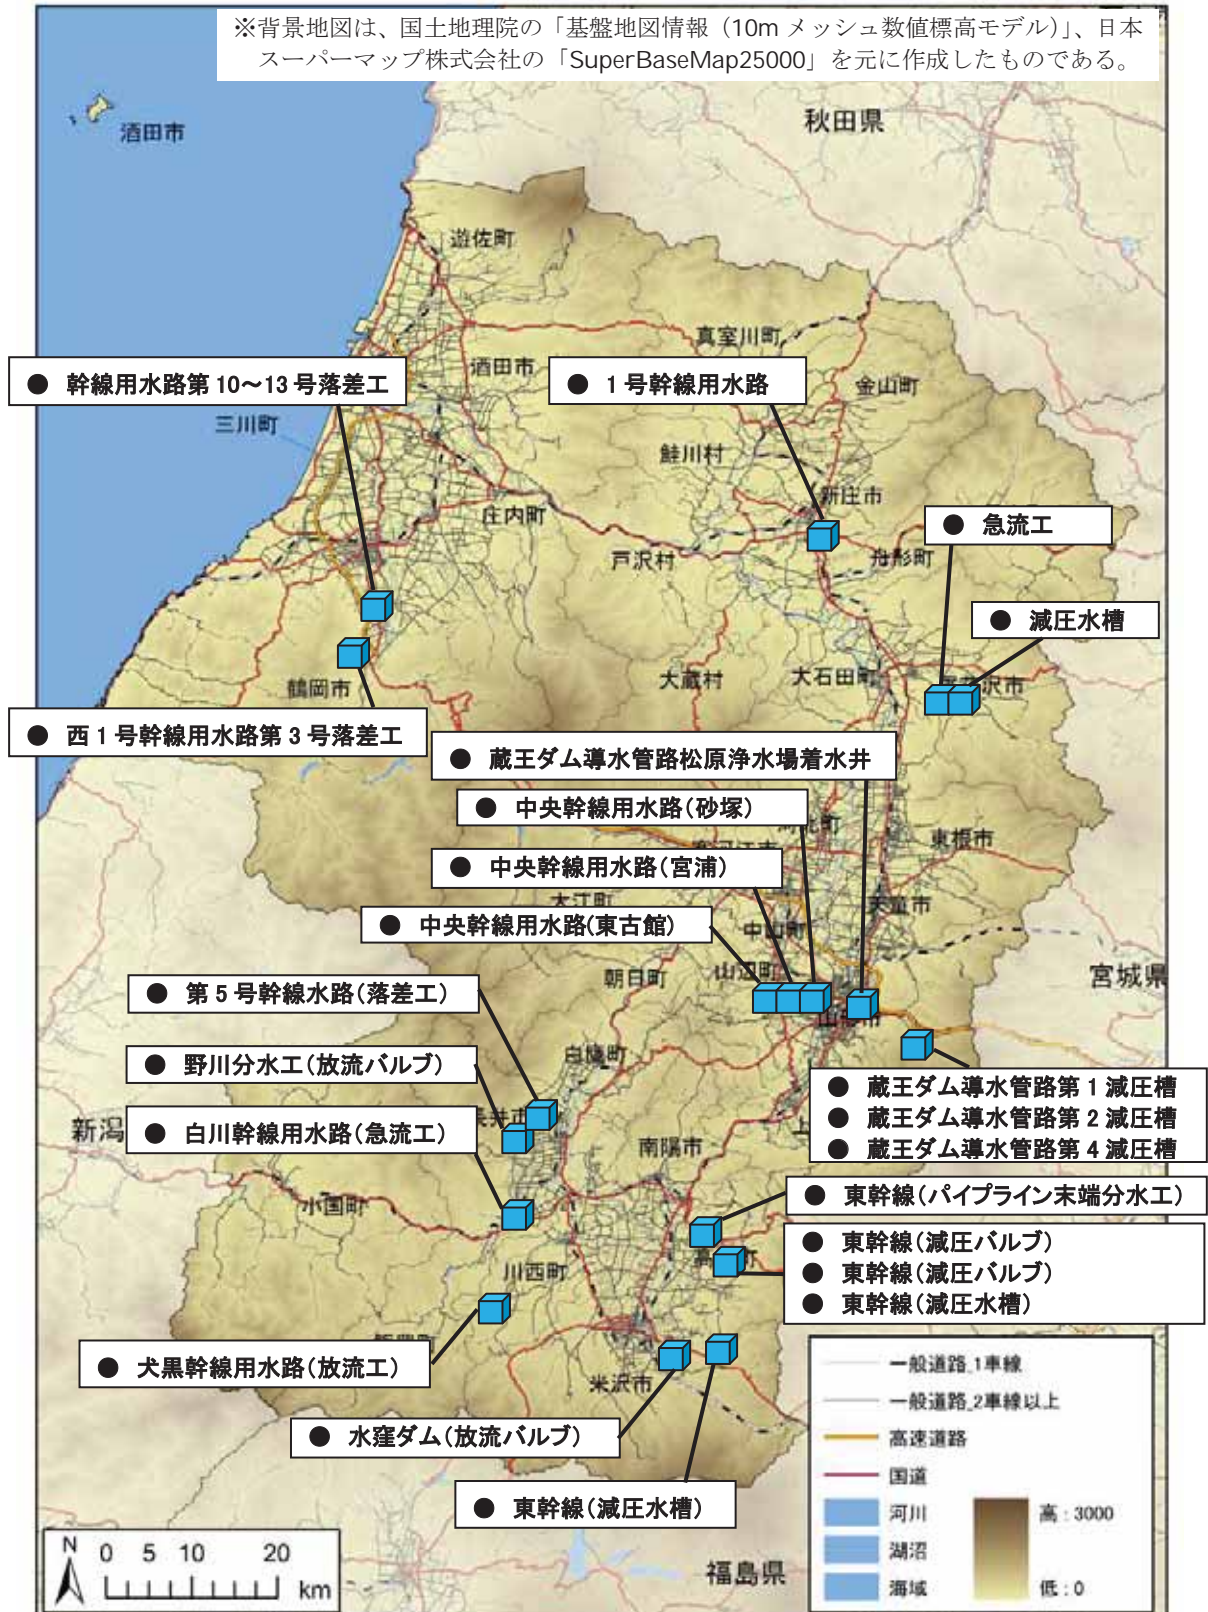 ※背景地図は、国土地理院の「基盤地図情報（10m メッシュ数値標高モデル）」、日本
スーパーマップ株式会社の「SuperBaseMap25000」を元に作成したものである。
酒田市
秋田県
遊佐町
真室川町
酒田市
金山町
● 幹線用水路第 10～13 号落差工
● 1 号幹線用水路
三川町
鮭川村
新庄市
庄内町
● 急流工
戸沢村
舟形町
● 減圧水槽
鶴岡市
大蔵村
大石田町
沢市
● 西 1 号幹線用水路第 3 号落差工
● 蔵王ダム導水管路松原浄水場着水井
● 中央幹線用水路（砂塚）
東根市
● 中央幹線用水路（宮浦）
大江町
天童市
● 中央幹線用水路(東古館)
中山町
朝日町
山辺町
宮城県
● 第 5 号幹線水路（落差工）
白鷹町
● 野川分水工（放流バルブ）
● 蔵王ダム導水管路第 1 減圧槽
● 蔵王ダム導水管路第 2 減圧槽
● 蔵王ダム導水管路第 4 減圧槽
長井市
新潟
● 白川幹線用水路（急流工）
南陽市
上
小国町
● 東幹線（パイプライン末端分水工）
● 東幹線（減圧バルブ）
● 東幹線（減圧バルブ）
● 東幹線（減圧水槽）
川西町
● 犬黒幹線用水路（放流工）
米沢市
● 水窪ダム（放流バルブ）
● 東幹線（減圧水槽）
一般道路_1車線
一般道路_2車線以上
高速道路
国道
河川
湖沼
海域
高 : 3000
低 : 0
N
0 5 10 20
km
福島県